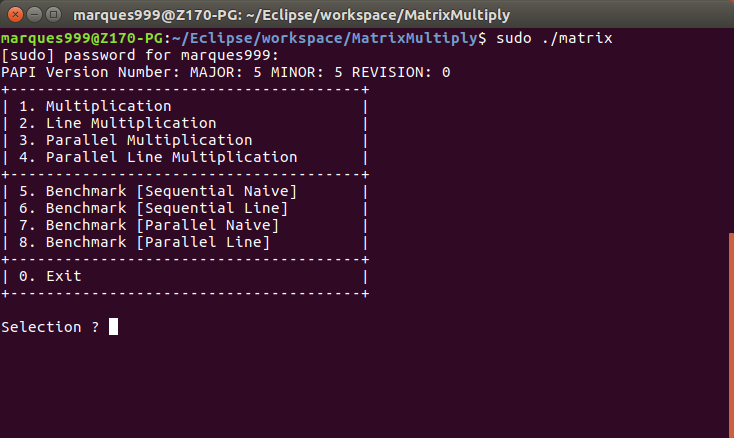 marques999@Z170-PG: ~/Eclipse/workspace/MatrixMultiply
marques999@Z170-PG:~/Eclipse/workspace/MatrixMultiply$ sudo ./matrix
[sudo] password for marques999:
PAPI Version Number: MAJOR: 5 MINOR: 5 REVISION: 0
+---------------------------------------+
| 1. Multiplication                     |
| 2. Line Multiplication                |
| 3. Parallel Multiplication            |
| 4. Parallel Line Multiplication       |
+---------------------------------------+
| 5. Benchmark [Sequential Naive]       |
| 6. Benchmark [Sequential Line]        |
| 7. Benchmark [Parallel Naive]         |
| 8. Benchmark [Parallel Line]          |
+---------------------------------------+
| 0. Exit                               |
+---------------------------------------+
Selection ?